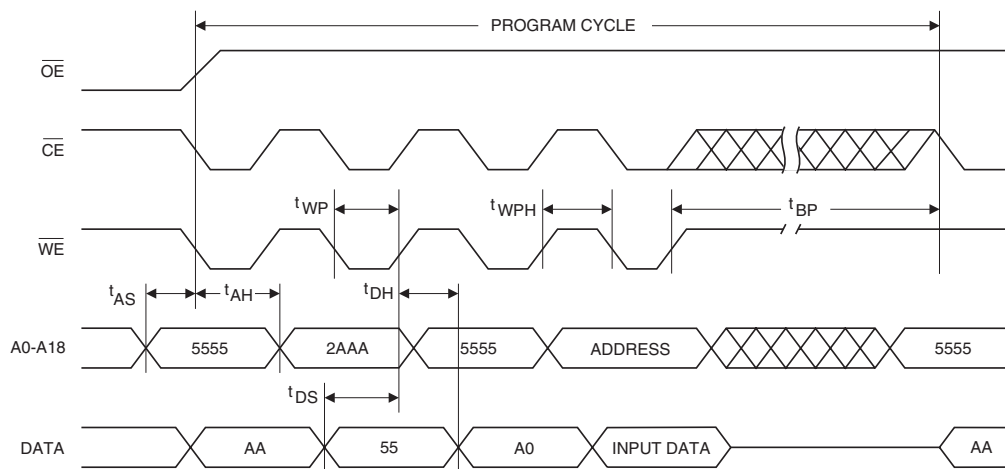 PROGRAM CYCLE
OE
CE
tWP
tWPH
tBP
WE
tAS
tAH
tDH
A0-A18
5555
2AAA
5555
ADDRESS
5555
tDS
DATA
AA
55
A0
INPUT DATA
AA